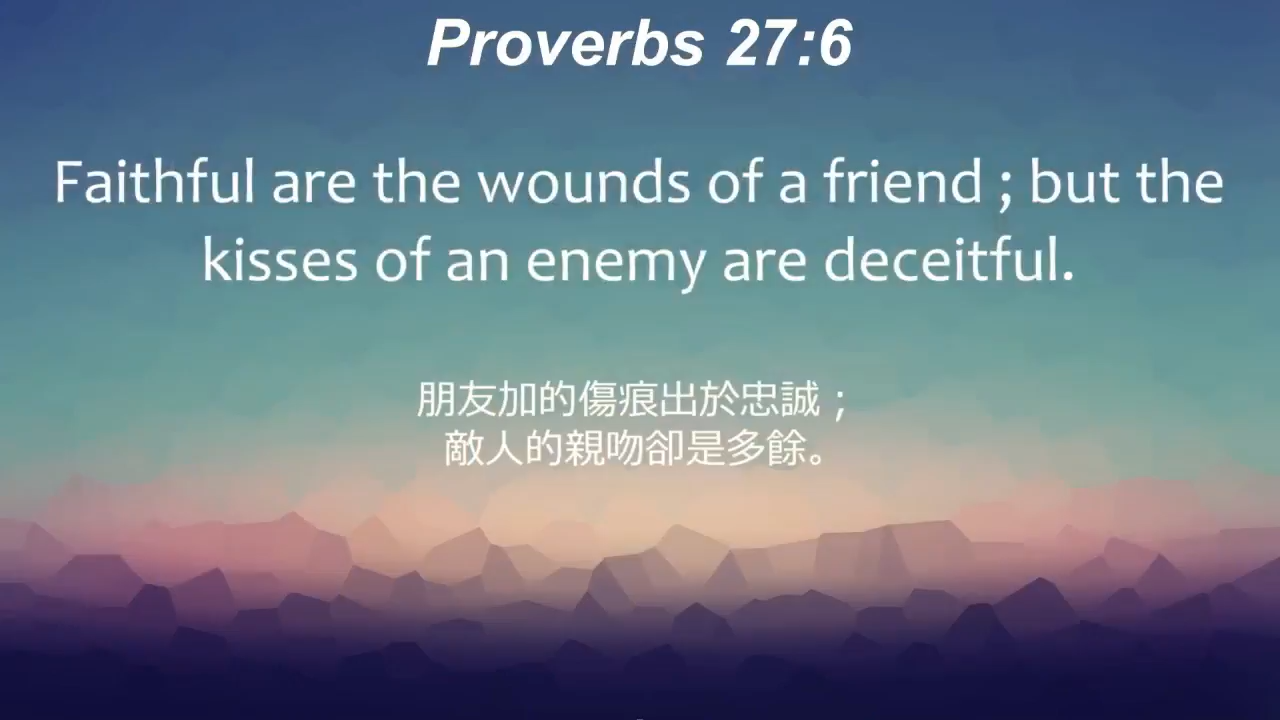 Proverbs 27:6
Faithful are the wounds of a friend ; but the
kisses of an enemy are deceitful.
朋友加的傷痕出於忠誠；
敵人的親吻卻是多餘。